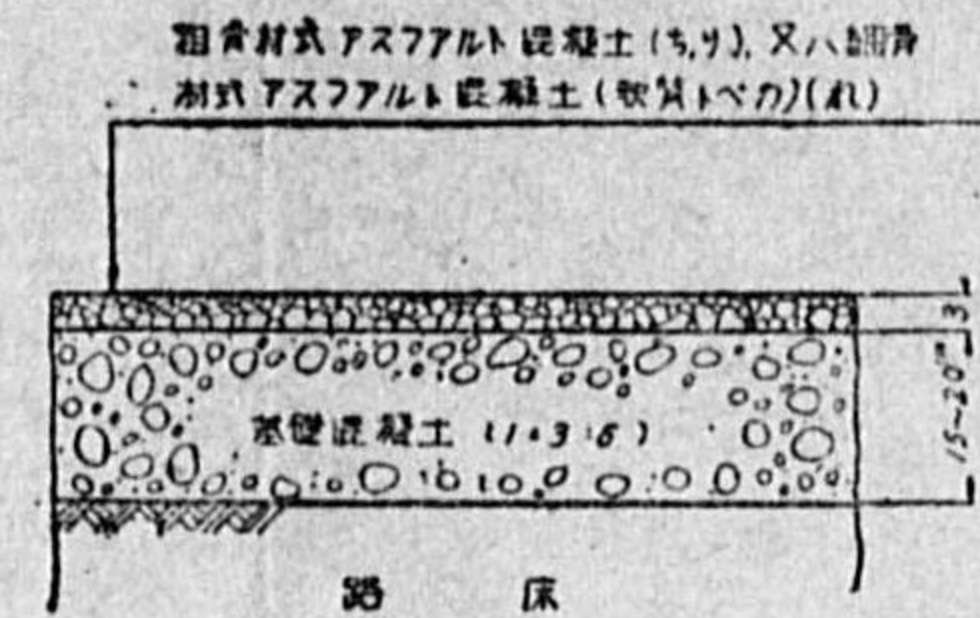 粗骨材式アスフアルト混凝土(ち,り),又ハ細骨
材式アスフアルト混凝土(軟質トペカ)(れ)
3
15~20
基礎混凝土 (1:3:6)
路床